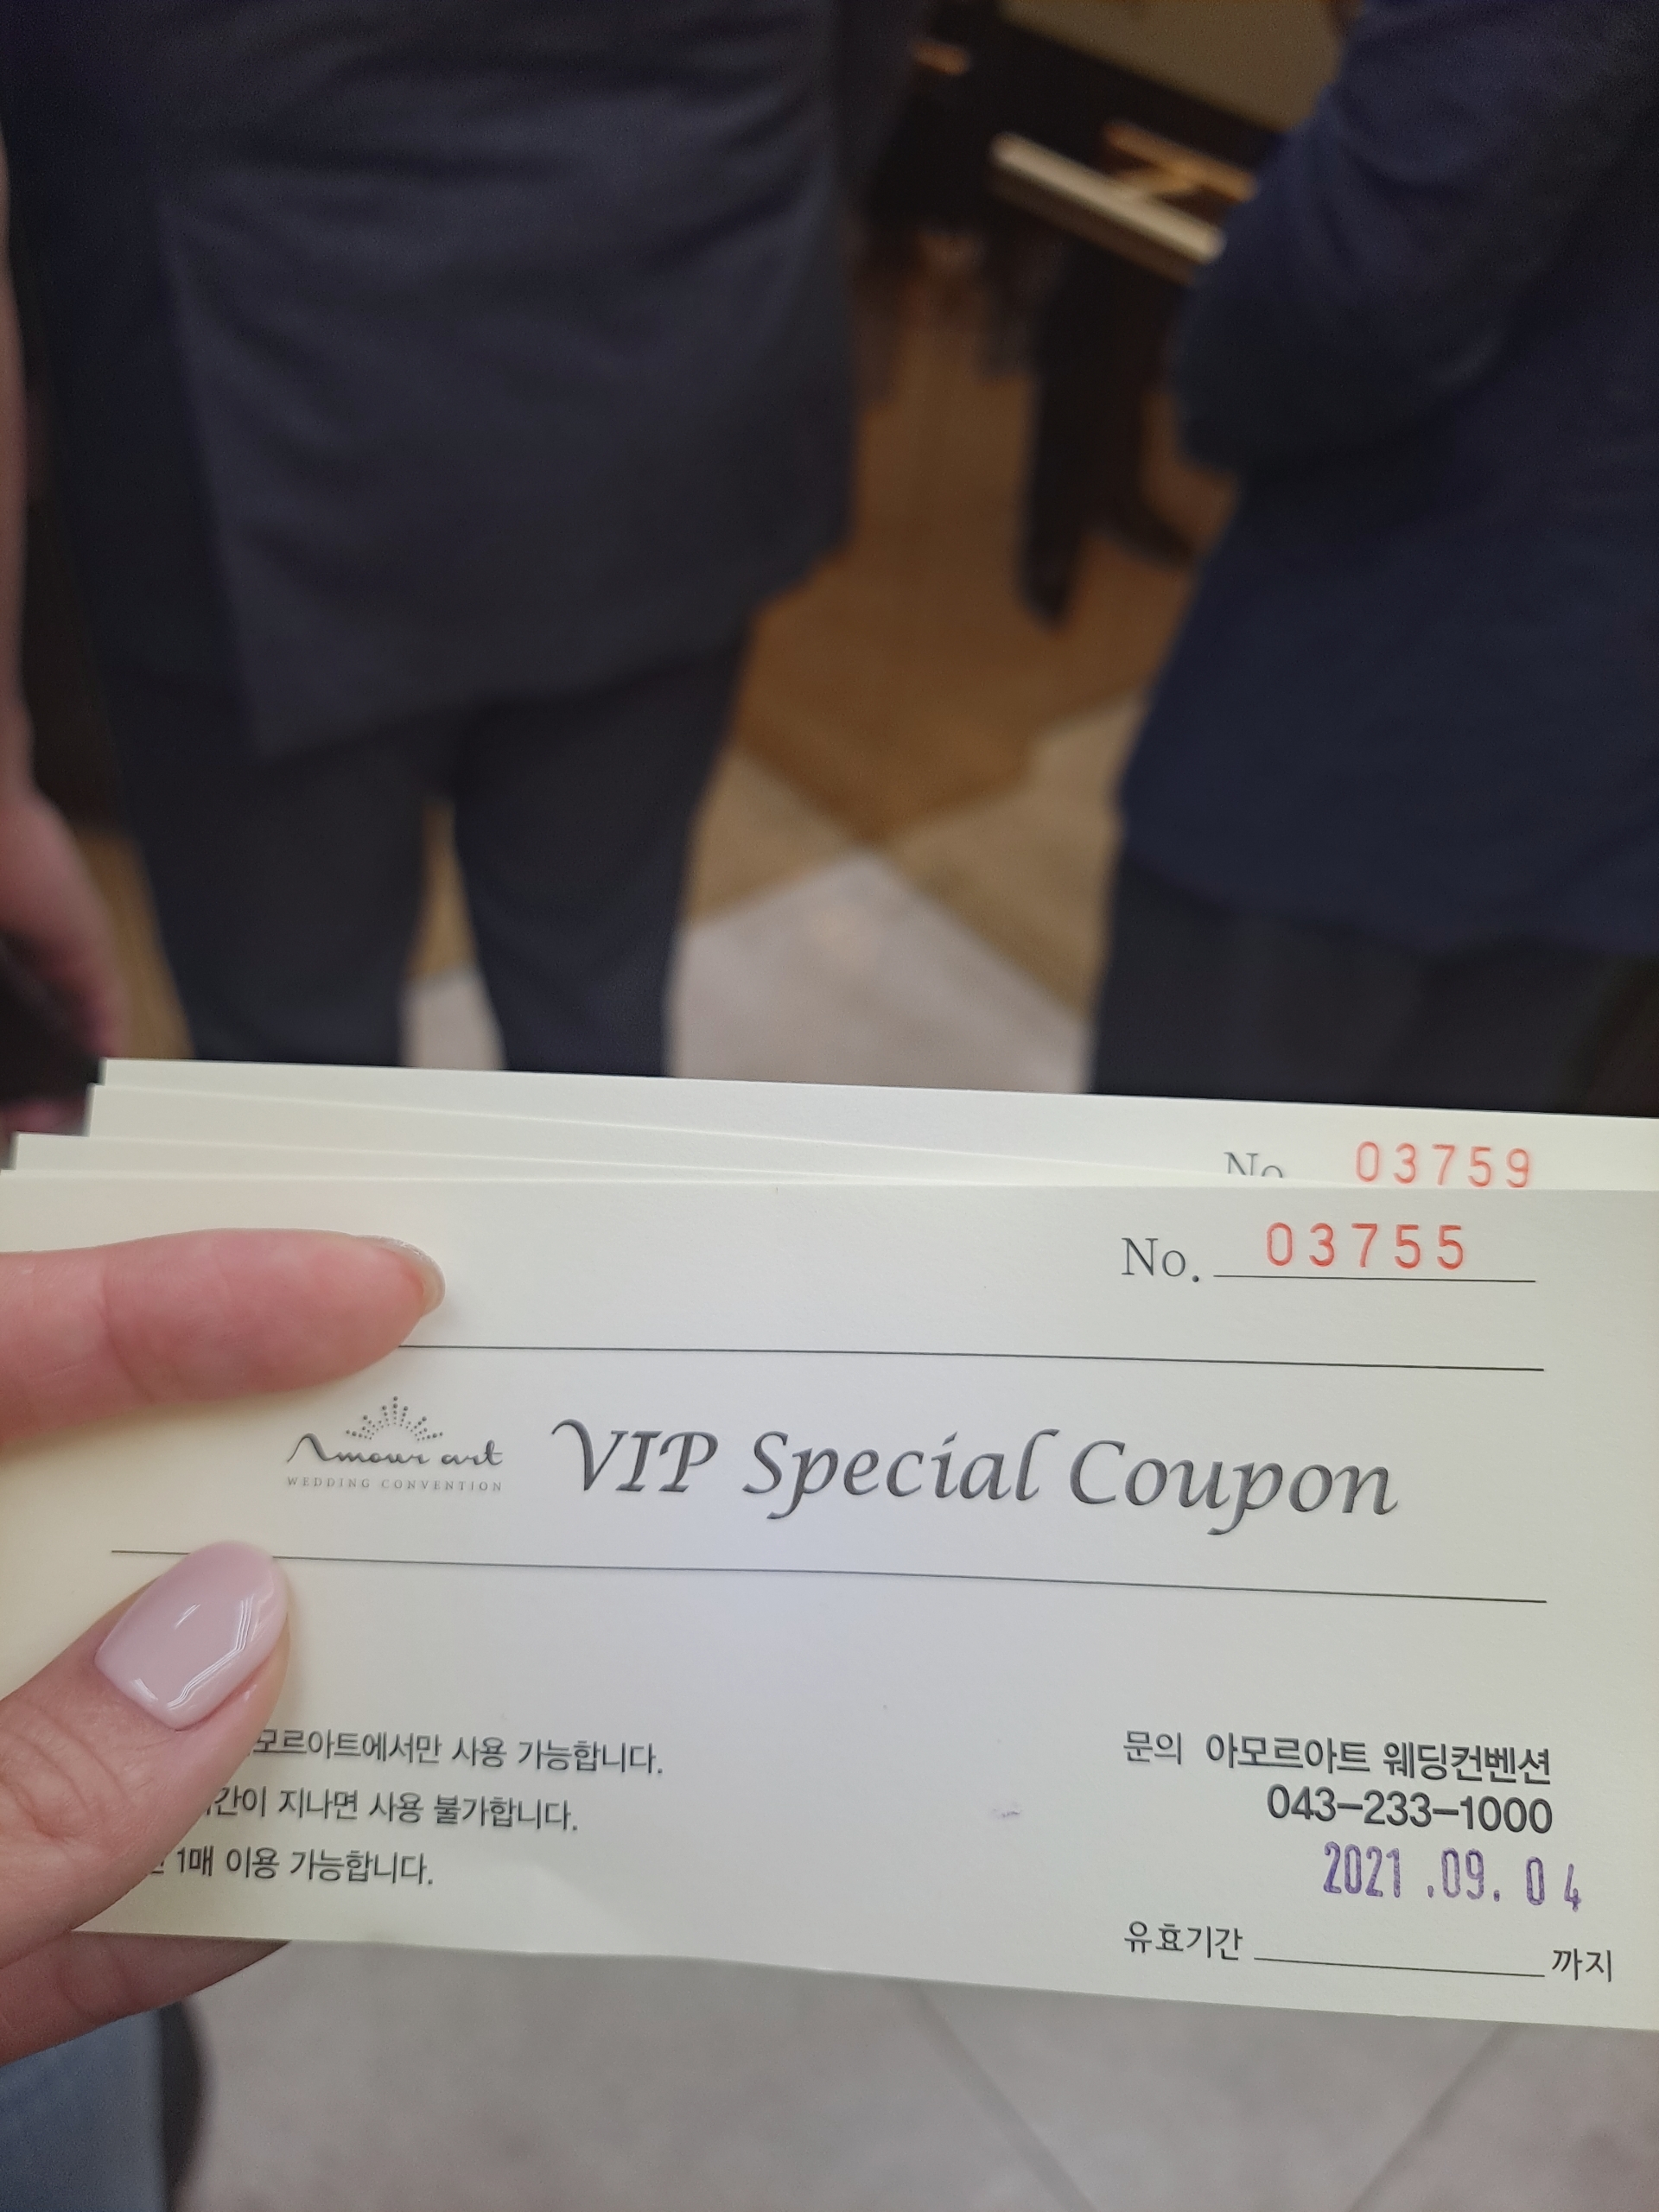 No. 03759
No. 03755
Amour art
WEDDING CONVENTION
VIP Special Coupon
모르아트에서만 사용 가능합니다.
간이 지나면 사용 불가합니다.
1매 이용 가능합니다.
문의 아모르아트 웨딩컨벤션
043-233-1000
2021.09.04
유효기간 까지